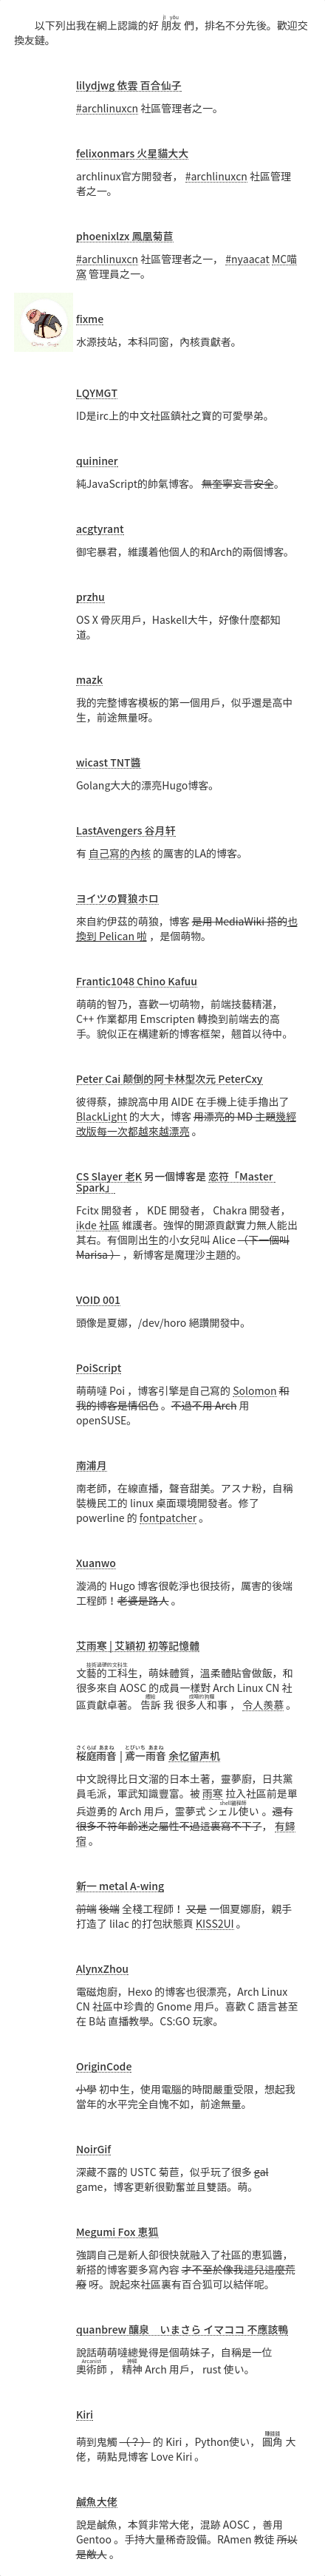 以下列出我在網上認識的好 朋友 們，排名不分先後。歡迎交
換友鏈。
lilydjwg 依雲 百合仙子
#archlinuxcn 社區管理者之一。
felixonmars 火星貓大大
archlinux官方開發者， #archlinuxcn 社區管理
者之一。
phoenixlzx 鳳凰菊苣
#archlinuxcn 社區管理者之一， #nyaacat MC喵
窩 管理員之一。
fixme
水源技站，本科同窗，內核貢獻者。
LQYMGT
ID是irc上的中文社區鎮社之寶的可愛學弟。
quininer
純JavaScript的帥氣博客。 無奎寧妄言安全。
acgtyrant
御宅暴君，維護着他個人的和Arch的兩個博客。
przhu
OS X 骨灰用戶，Haskell大牛，好像什麼都知
道。
mazk
我的完整博客模板的第一個用戶，似乎還是高中
生，前途無量呀。
wicast TNT醬
Golang大大的漂亮Hugo博客。
LastAvengers 谷月轩
有 自己寫的內核 的厲害的LA的博客。
ヨイツの賢狼ホロ
來自約伊茲的萌狼，博客 是用 MediaWiki 搭的也
換到 Pelican 啦 ，是個萌物。
Frantic1048 Chino Kafuu
萌萌的智乃，喜歡一切萌物，前端技藝精湛，
C++ 作業都用 Emscripten 轉換到前端去的高
手。貌似正在構建新的博客框架，翹首以待中。
Peter Cai 颠倒的阿卡林型次元 PeterCxy
彼得蔡，據說高中用 AIDE 在手機上徒手擼出了
BlackLight 的大大，博客 用漂亮的 MD 主題幾經
改版每一次都越來越漂亮 。
CS Slayer 老K 另一個博客是 恋符「Master
Spark」
Fcitx 開發者 ， KDE 開發者， Chakra 開發者，
ikde 社區 維護者。強悍的開源貢獻實力無人能出
其右。有個剛出生的小女兒叫 Alice （下一個叫
Marisa ） ，新博客是魔理沙主題的。
VOID 001
頭像是夏娜，/dev/horo 絕讚開發中。
PoiScript
萌萌噠 Poi ，博客引擎是自己寫的 Solomon 和
我的博客是情侶色 。不過不用 Arch 用
openSUSE。
南浦月
南老師，在線直播，聲音甜美。アスナ粉，自稱
裝機民工的 linux 桌面環境開發者。修了
powerline 的 fontpatcher 。
Xuanwo
漩渦的 Hugo 博客很乾淨也很技術，厲害的後端
工程師！老婆是路人 。
艾雨寒 | 艾穎初 初等記憶體
文藝的工科生，萌妹體質，溫柔體貼會做飯，和
很多來自 AOSC 的成員一樣對 Arch Linux CN 社
區貢獻卓著。 告訴 我 很多人和事 ， 令人羨慕 。
桜庭雨音 | 鳶一雨音 余忆留声机
中文說得比日文溜的日本土著，靈夢廚，日共黨
員毛派，軍武知識豐富。被 雨寒 拉入社區前是單
兵遊勇的 Arch 用戶，靈夢式 シェル使い 。還有
很多不符年齡迷之屬性不過這裏寫不下了， 有歸
宿 。
新一 metal A-wing
前端 後端 全棧工程師！ 又是 一個夏娜廚，親手
打造了 lilac 的打包狀態頁 KISS2UI 。
AlynxZhou
電磁炮廚，Hexo 的博客也很漂亮，Arch Linux
CN 社區中珍貴的 Gnome 用戶。喜歡 C 語言甚至
在 B站 直播教學。CS:GO 玩家。
OriginCode
小學 初中生，使用電腦的時間嚴重受限，想起我
當年的水平完全自愧不如，前途無量。
NoirGif
深藏不露的 USTC 菊苣，似乎玩了很多 gal
game，博客更新很勤奮並且雙語。萌。
Megumi Fox 惠狐
強調自己是新人卻很快就融入了社區的恵狐醬，
新搭的博客要多寫內容 才不至於像我這兒這麼荒
廢 呀。說起來社區裏有百合狐可以結伴呢。
quanbrew 釀泉 いまさら イマココ 不應該鴨
說話萌萌噠總覺得是個萌妹子，自稱是一位
奧術師 ， 精神 Arch 用戶， rust 使い。
Kiri
萌到鬼觸 （？） 的 Kiri ，Python使い， 圓角 大
佬，萌點見博客 Love Kiri 。
鹹魚大佬
說是鹹魚，本質非常大佬，混跡 AOSC ，善用
Gentoo 。手持大量稀奇設備。RAmen 教徒 所以
是敵人 。